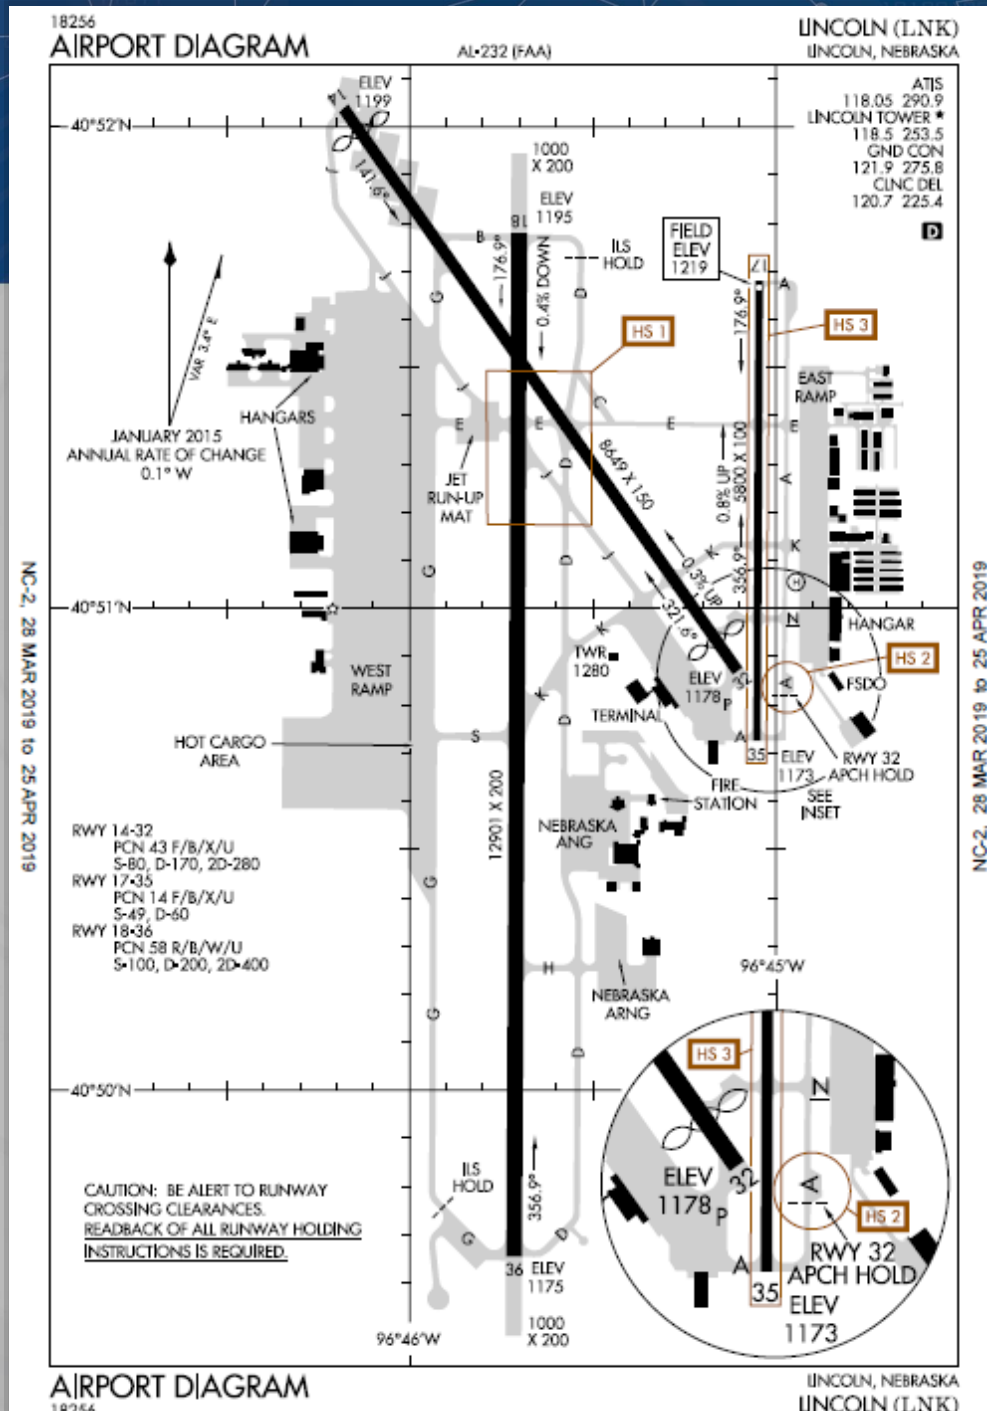 18256
AIRPORT DIAGRAM
AL-232 (FAA)
LINCOLN (LNK)
LINCOLN, NEBRASKA
ATIS
118.05 290.9
LINCOLN TOWER ★
118.5 253.5
GND CON
121.9 275.8
CLNC DEL
120.7 225.4
D
ELEV
1199
14
40°52'N
1000
X 200
ELEV
1195
18
141.6°
J
B
176.9°
0.4% DOWN
ILS
HOLD
D
FIELD
ELEV
1219
17
A
G
J
HS 1
176.9°
HS 3
VAR 3.4° E
JANUARY 2015
ANNUAL RATE OF CHANGE
0.1° W
HANGARS
J
C
EAST
RAMP
E
E
E
E
JET
RUN-UP
MAT
D
J
8649 X 150
0.8% UP
5800 X 100
A
G
D
J
0.3% UP
K
356.9°
K
H
40°51'N
321.6°
N
HANGAR
K
TWR
1280
WEST
RAMP
ELEV
1178
P
32
A
HS 2
FSDO
K
D
TERMINAL
HOT CARGO
AREA
S
A
35
ELEV
1173
RWY 32
APCH HOLD
FIRE
STATION
SEE
INSET
12901 X 200
NEBRASKA
ANG
RWY 14-32
PCN 43 F/B/X/U
S-80, D-170, 2D-280
RWY 17-35
PCN 14 F/B/X/U
S-49, D-60
RWY 18-36
PCN 58 R/B/W/U
S-100, D-200, 2D-400
G
H
96°45'W
NEBRASKA
ARNG
G
D
40°50'N
HS 3
N
ILS
HOLD
356.9°
CAUTION: BE ALERT TO RUNWAY
CROSSING CLEARANCES.
READBACK OF ALL RUNWAY HOLDING
INSTRUCTIONS IS REQUIRED.
G
D
36
ELEV
1175
ELEV
1178
P
32
A
HS 2
RWY 32
APCH HOLD
A
35
ELEV
1173
1000
X 200
96°46'W
NC-2, 28 MAR 2019 to 25 APR 2019
NC-2, 28 MAR 2019 to 25 APR 2019
AIRPORT DIAGRAM
18256
LINCOLN, NEBRASKA
LINCOLN (LNK)